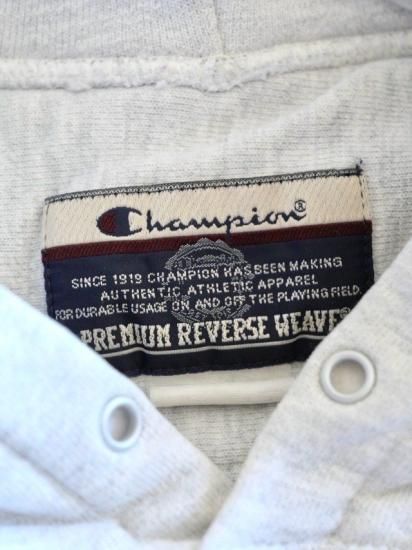 Champion®
SINCE 1919 CHAMPION HAS BEEN MAKING
AUTHENTIC ATHLETIC APPAREL
FOR DURABLE USAGE ON AND OFF THE PLAYING FIELD.
PREMIUM REVERSE WEAVE®